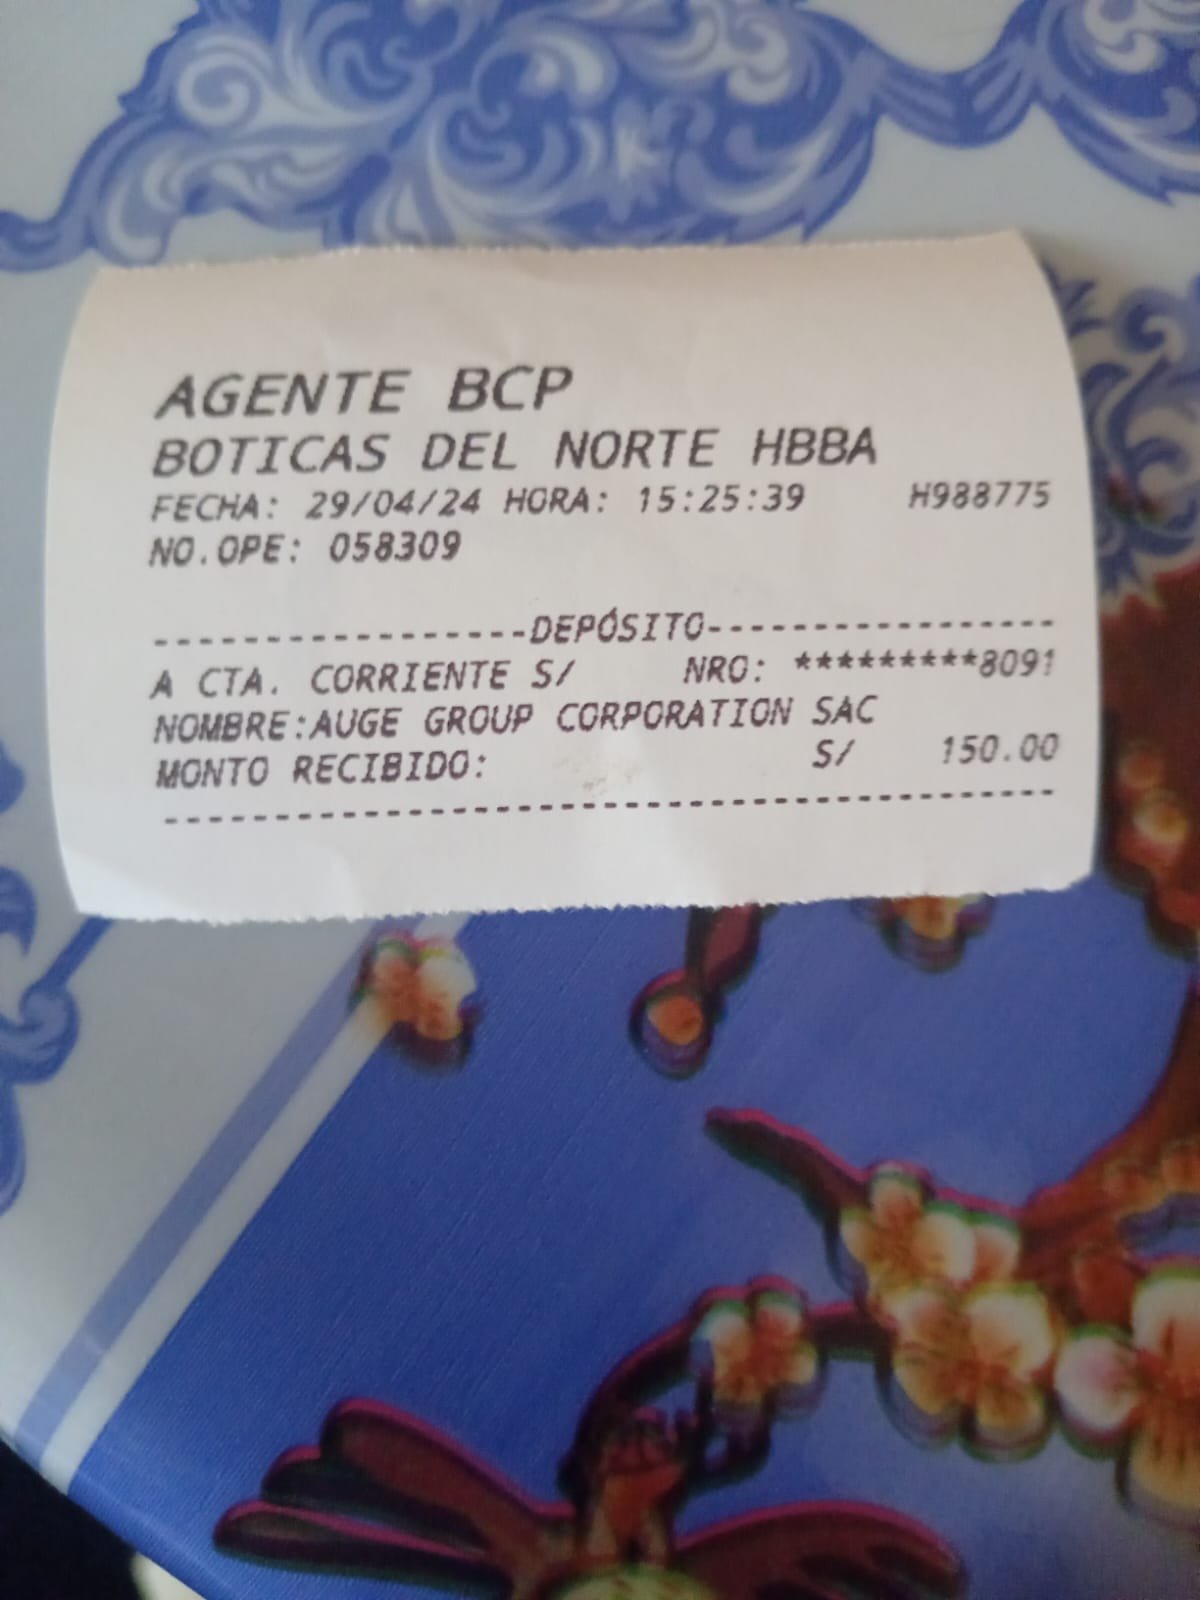 AGENTE BCP
BOTICAS DEL NORTE HBBA
FECHA: 29/04/24 HORA: 15:25:39 H988775
NO.OPE: 058309
-----------------DEPÓSITO-----------------
A CTA. CORRIENTE S/ NRO: *********8091
NOMBRE:AUGE GROUP CORPORATION SAC
MONTO RECIBIDO: S/ 150.00
-----------------------------------------